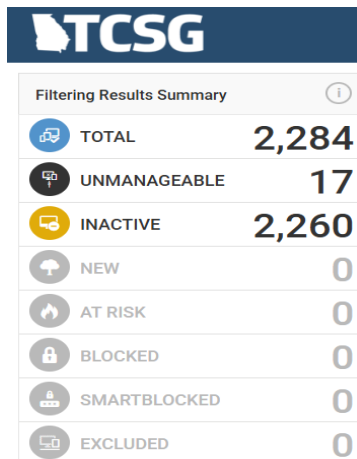 TCSG
Filtering Results Summary
TOTAL 2,284
UNMANAGEABLE 17
INACTIVE 2,260
NEW 0
AT RISK 0
BLOCKED 0
SMARTBLOCKED 0
EXCLUDED 0